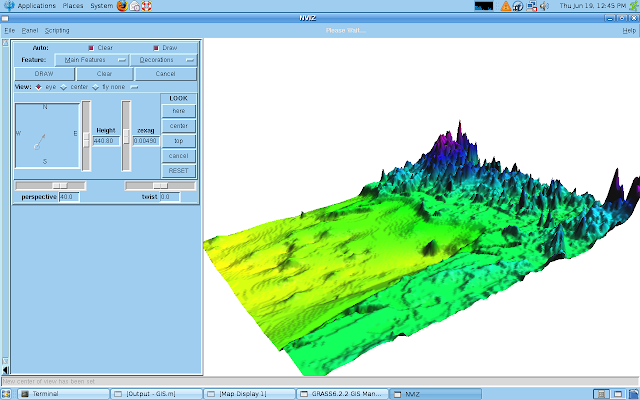 Applications Places System Thu Jun 19, 12:45 PM
NVIZ
File Panel Scripting Please Wait... Help
Auto: Clear Draw
Feature: Main Features Decorations
DRAW Clear Cancel
View: eye center fly none
LOOK
N
here
W E
S
Height
440.80
zexag
0.00490
center
top
cancel
RESET
perspective 40.0 twist 0.0
New center of view has been set
Terminal [Output - GIS.m] [Map Display 1] GRASS6.2.2 GIS Man... NVIZ